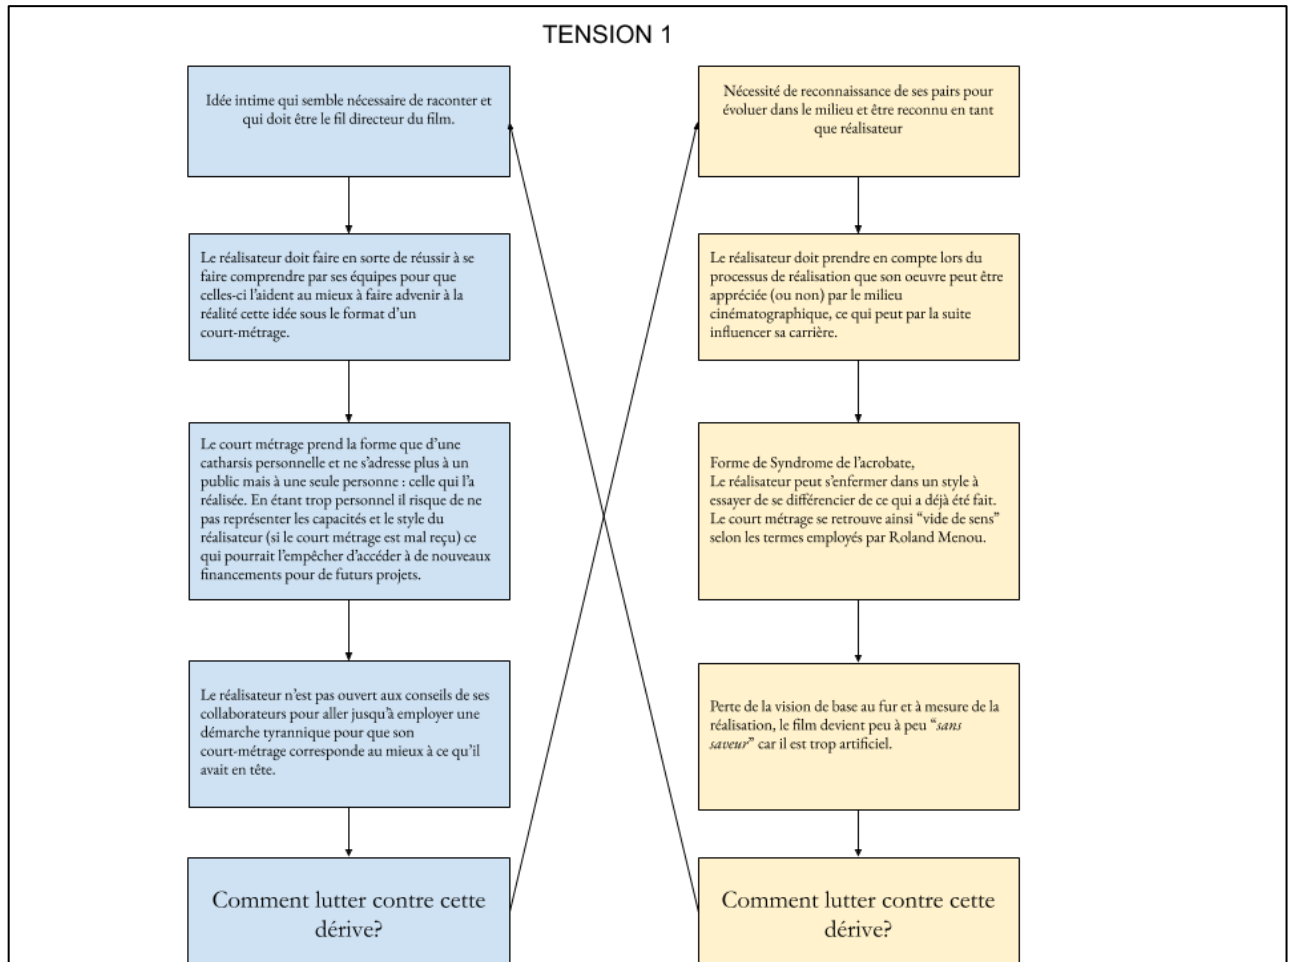 TENSION 1
Idée intime qui semble nécessaire de raconter et
qui doit être le fil directeur du film.
Le réalisateur doit faire en sorte de réussir à se
faire comprendre par ses équipes pour que
celles-ci l'aident au mieux à faire advenir à la
réalité cette idée sous le format d'un
court-métrage.
Le court métrage prend la forme que d'une
catharsis personnelle et ne s'adresse plus à un
public mais à une seule personne : celle qui l'a
réalisée. En étant trop personnel il risque de ne
pas représenter les capacités et le style du
réalisateur (si le court métrage est mal reçu) ce
qui pourrait l'empêcher d'accéder à de nouveaux
financements pour de futurs projets.
Le réalisateur n'est pas ouvert aux conseils de ses
collaborateurs pour aller jusqu'à employer une
démarche tyrannique pour que son
court-métrage corresponde au mieux à ce qu'il
avait en tête.
Comment lutter contre cette
dérive?
Nécessité de reconnaissance de ses pairs pour
évoluer dans le milieu et être reconnu en tant
que réalisateur
Le réalisateur doit prendre en compte lors du
processus de réalisation que son oeuvre peut être
appréciée (ou non) par le milieu
cinématographique, ce qui peut par la suite
influencer sa carrière.
Forme de Syndrome de l'acrobate,
Le réalisateur peut s'enfermer dans un style à
essayer de se différencier de ce qui a déjà été fait.
Le court métrage se retrouve ainsi “vide de sens”
selon les termes employés par Roland Menou.
Perte de la vision de base au fur et à mesure de la
réalisation, le film devient peu à peu “sans
saveur” car il est trop artificiel.
Comment lutter contre cette
dérive?